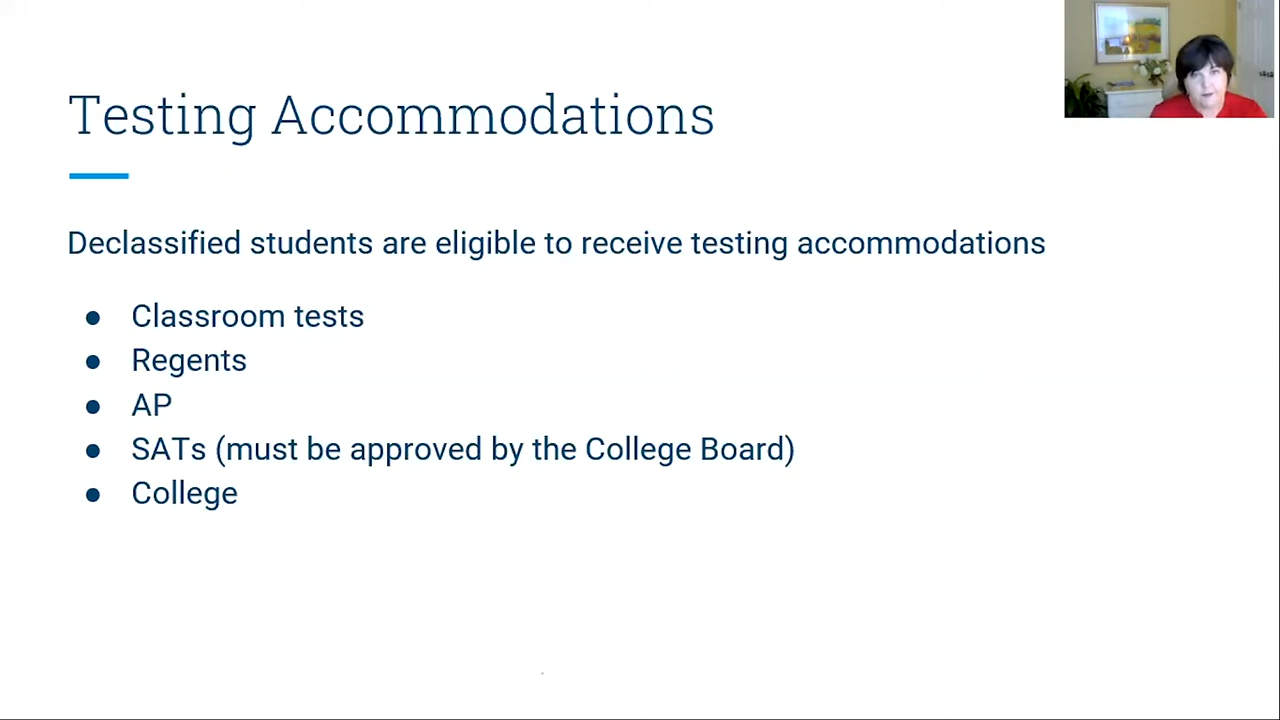 Testing Accommodations
Declassified students are eligible to receive testing accommodations
● Classroom tests
● Regents
● AP
● SATs (must be approved by the College Board)
● College